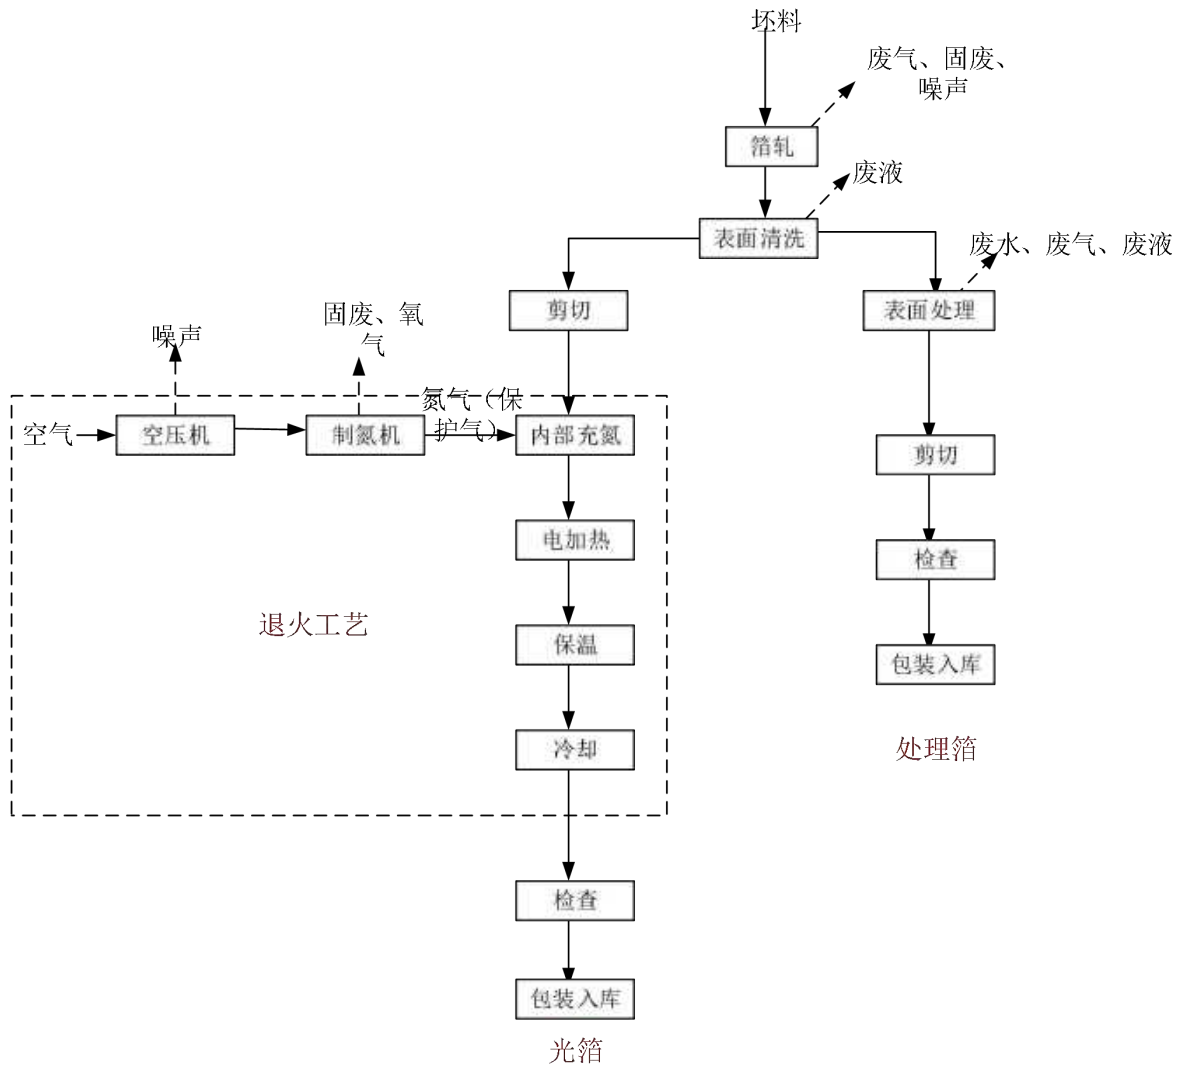 坯料
废气、固废、
噪声
箔轧
废液
表面清洗
废水、废气、废液
剪切
表面处理
固废、氧
气
噪声
氮气（保
护气）
空气
空压机
制氮机
内部充氮
剪切
电加热
检查
退火工艺
保温
包装入库
冷却
处理箔
检查
包装入库
光箔